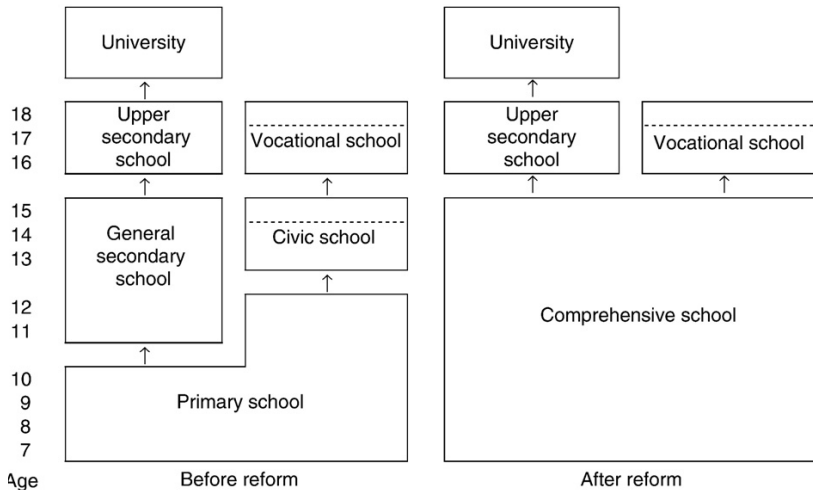 University
University
18
17
16
Upper
secondary
school
Vocational school
Upper
secondary
school
Vocational school
15
14
13
General
secondary
school
Civic school
12
11
Comprehensive school
10
9
8
7
Primary school
Age
Before reform
After reform